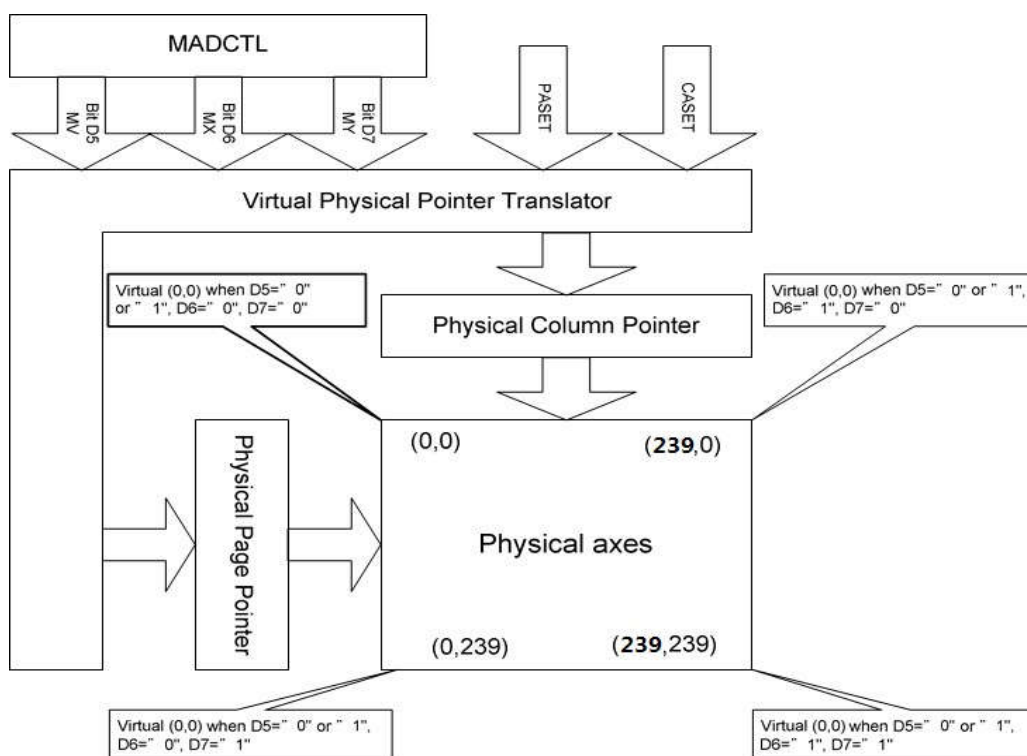 MADCTL
Bit D5
MV
Bit D6
MX
Bit D7
MY
PASET
CASET
Virtual Physical Pointer Translator
Virtual (0,0) when D5=” 0"
or ” 1", D6=” 0", D7=” 0"
Virtual (0,0) when D5=” 0" or ” 1",
D6=” 1", D7=” 0"
Physical Column Pointer
Physical Page Pointer
(0,0)
(239,0)
Physical axes
(0,239)
(239,239)
Virtual (0,0) when D5=” 0" or ” 1",
D6=” 0", D7=” 1"
Virtual (0,0) when D5=” 0" or ” 1",
D6=” 1", D7=” 1"